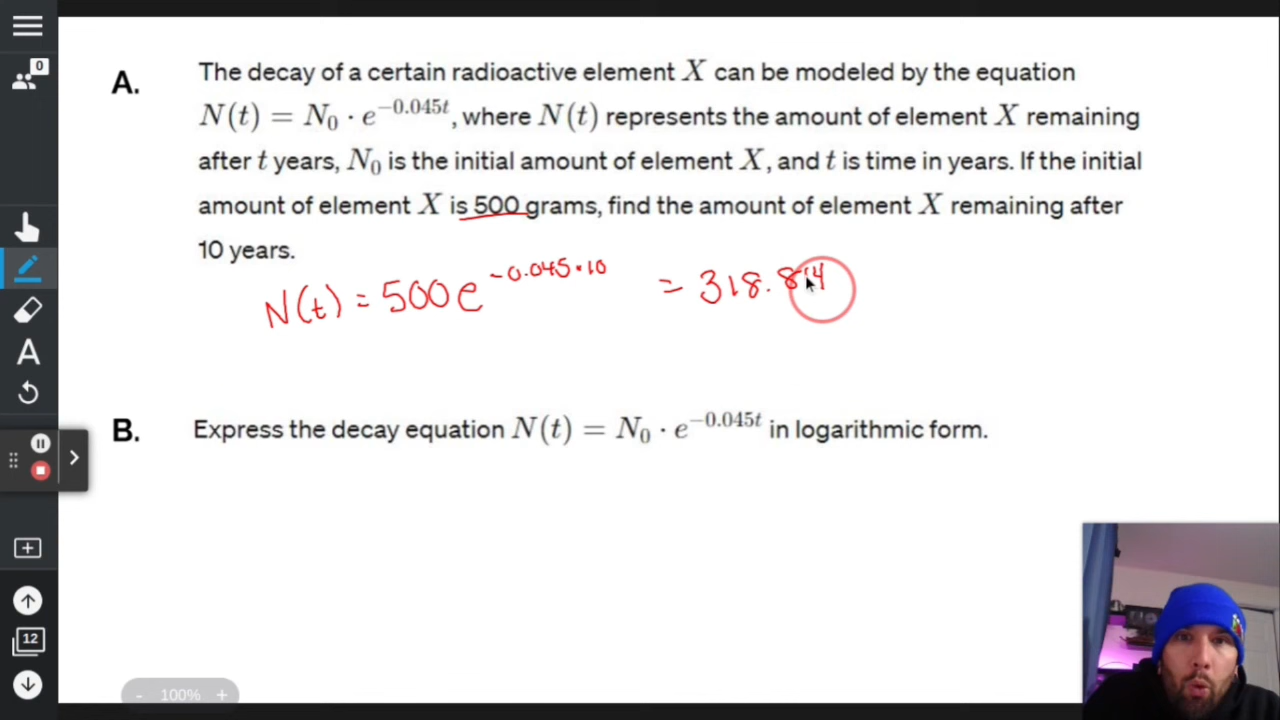 0
A.
The decay of a certain radioactive element X can be modeled by the equation
N(t) = N₀ · e^{−0.045t}, where N(t) represents the amount of element X remaining
after t years, N₀ is the initial amount of element X, and t is time in years. If the initial
amount of element X is 500 grams, find the amount of element X remaining after
10 years.
N(t) = 500e^{−0.045·10} = 318.814
B. Express the decay equation N(t) = N₀ · e^{−0.045t} in logarithmic form.
A
12
- 100% +